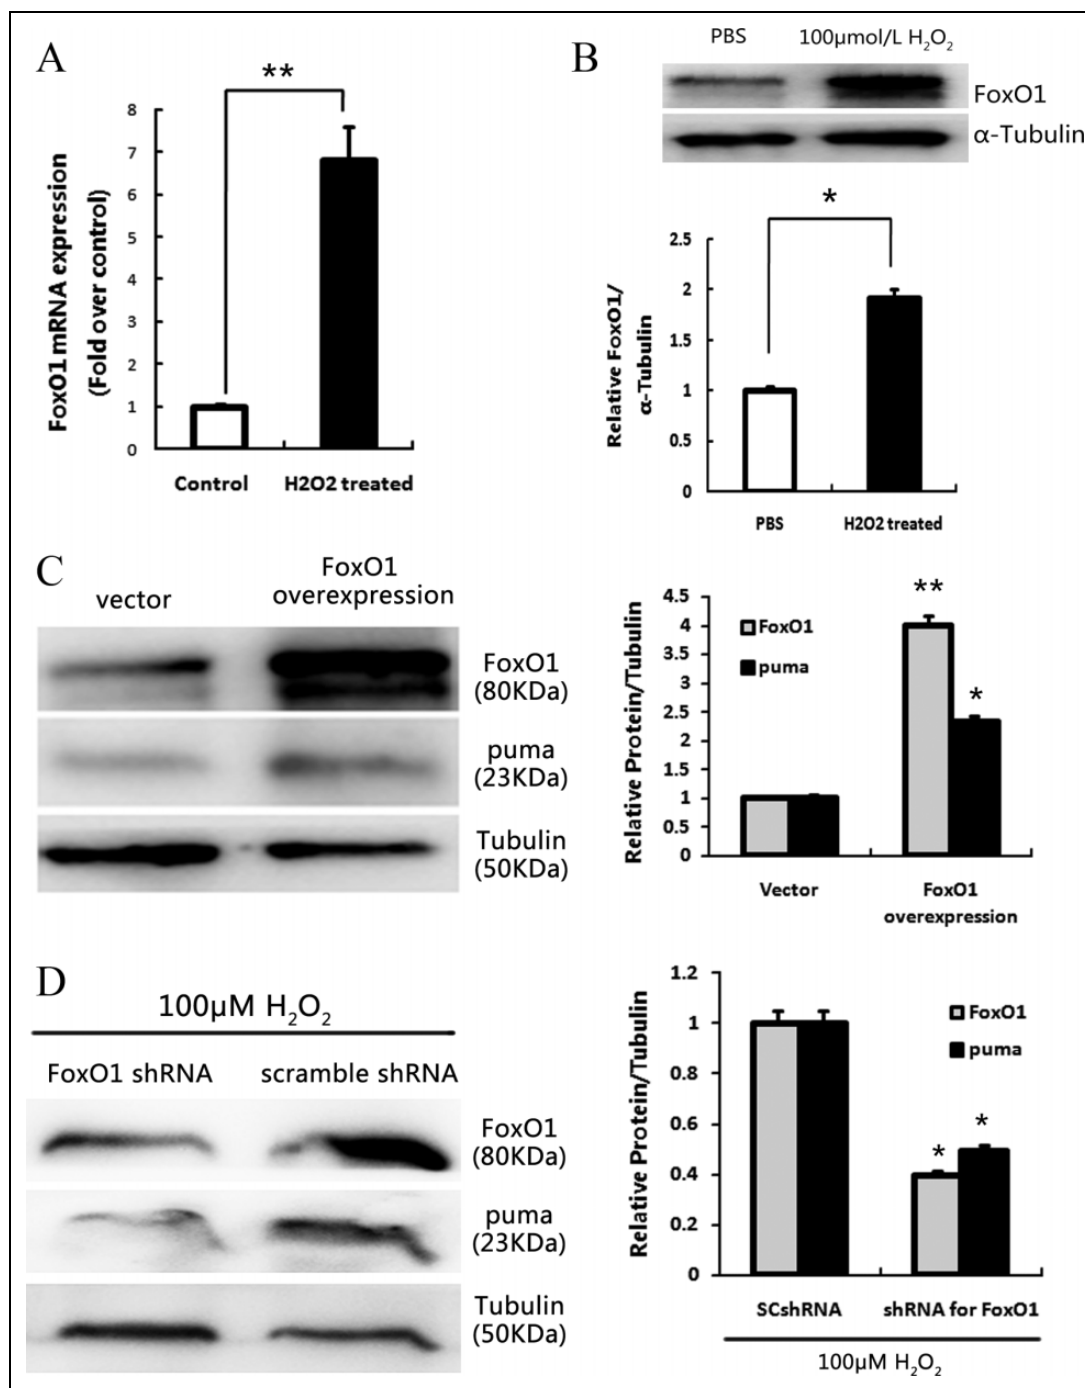 A
**
FoxO1 mRNA expression
(Fold over control)
8
7
6
5
4
3
2
1
0
Control
H2O2 treated
B
PBS
100μmol/L H₂O₂
FoxO1
α-Tubulin
*
Relative FoxO1/
α-Tubulin
2.5
2
1.5
1
0.5
0
PBS
H2O2 treated
C
vector
FoxO1
overexpression
FoxO1
(80KDa)
puma
(23KDa)
Tubulin
(50KDa)
Relative Protein/Tubulin
4.5
4
3.5
3
2.5
2
1.5
1
0.5
0
FoxO1
puma
**
*
Vector
FoxO1
overexpression
D
100μM H₂O₂
FoxO1 shRNA
scramble shRNA
FoxO1
(80KDa)
puma
(23KDa)
Tubulin
(50KDa)
Relative Protein/Tubulin
1.2
1
0.8
0.6
0.4
0.2
0
FoxO1
puma
*
*
SCshRNA
shRNA for FoxO1
100μM H₂O₂